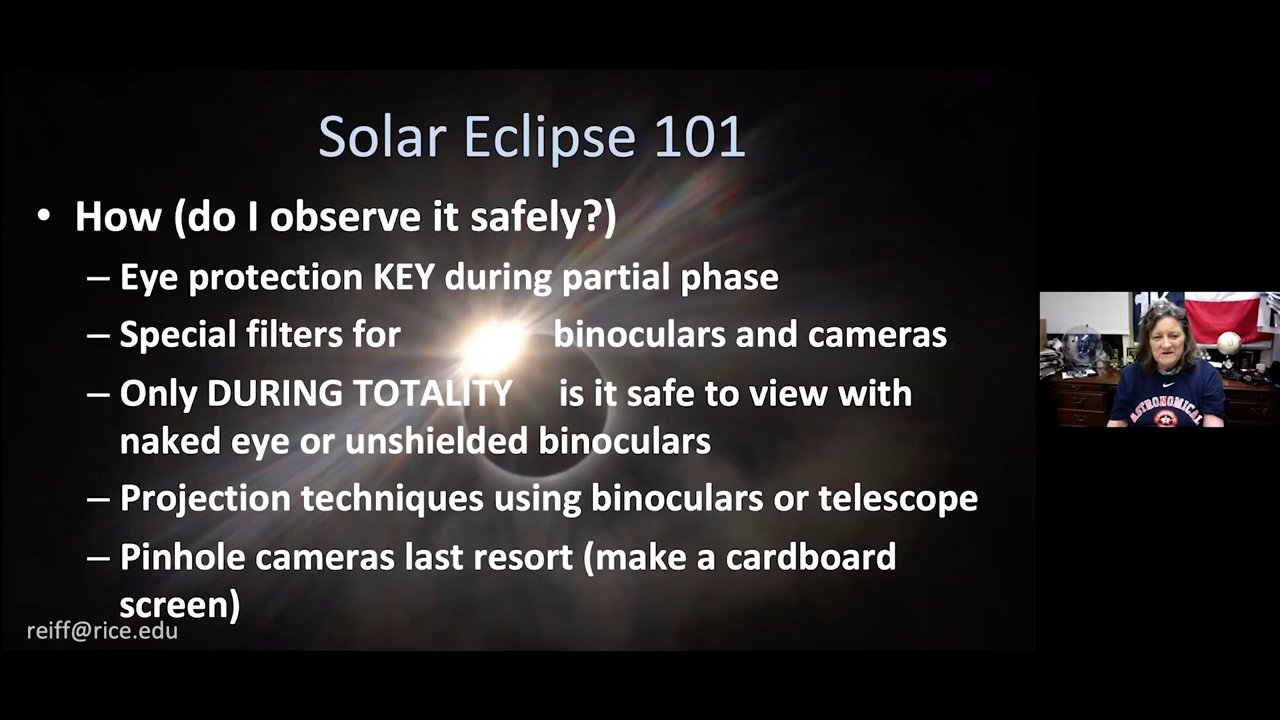 Solar Eclipse 101
• How (do I observe it safely?)
– Eye protection KEY during partial phase
– Special filters for binoculars and cameras
– Only DURING TOTALITY is it safe to view with
naked eye or unshielded binoculars
– Projection techniques using binoculars or telescope
– Pinhole cameras last resort (make a cardboard
screen)
reiff@rice.edu
ASTRONOMICAL